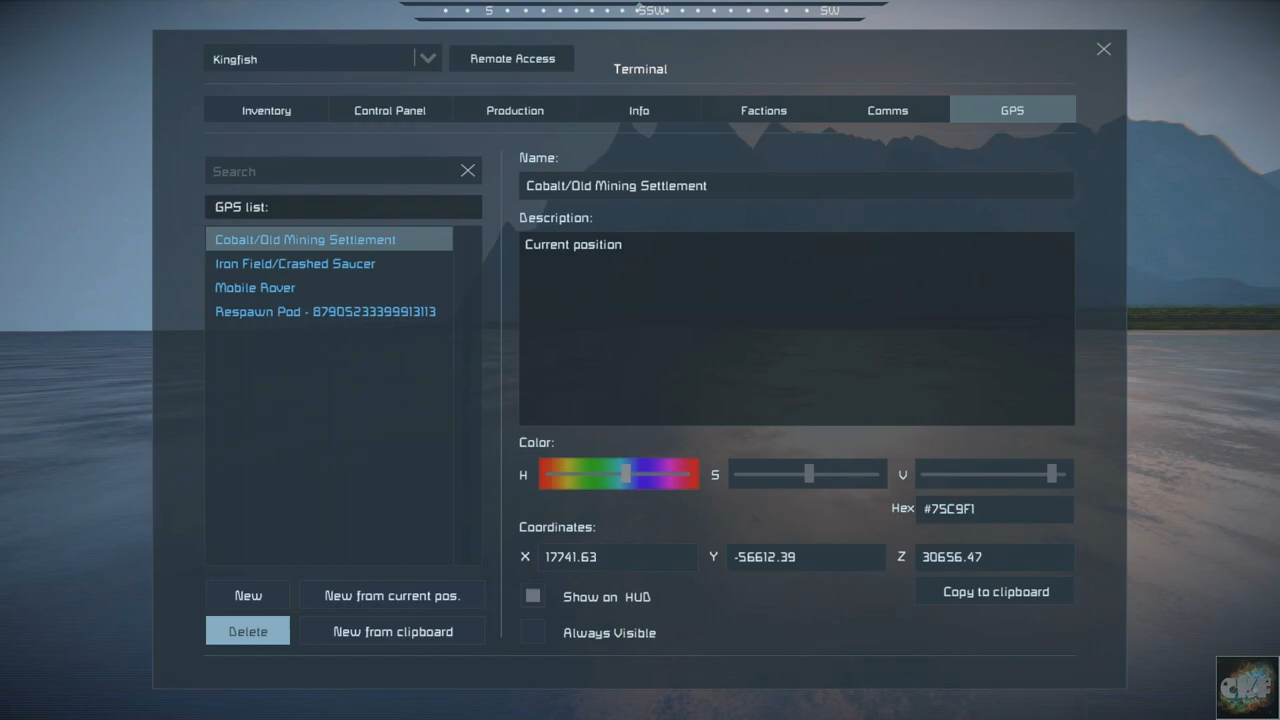 S SSW SW
Kingfish
Remote Access
Terminal
Inventory Control Panel Production Info Factions Comms GPS
Search
GPS list:
Cobalt/Old Mining Settlement
Iron Field/Crashed Saucer
Mobile Rover
Respawn Pod - 87905233399913113
New
New from current pos.
Delete
New from clipboard
Name:
Cobalt/Old Mining Settlement
Description:
Current position
Color:
H S V
Hex #75C9F1
Coordinates:
X 17741.63 Y -56612.39 Z 30656.47
Copy to clipboard
Show on HUD
Always Visible